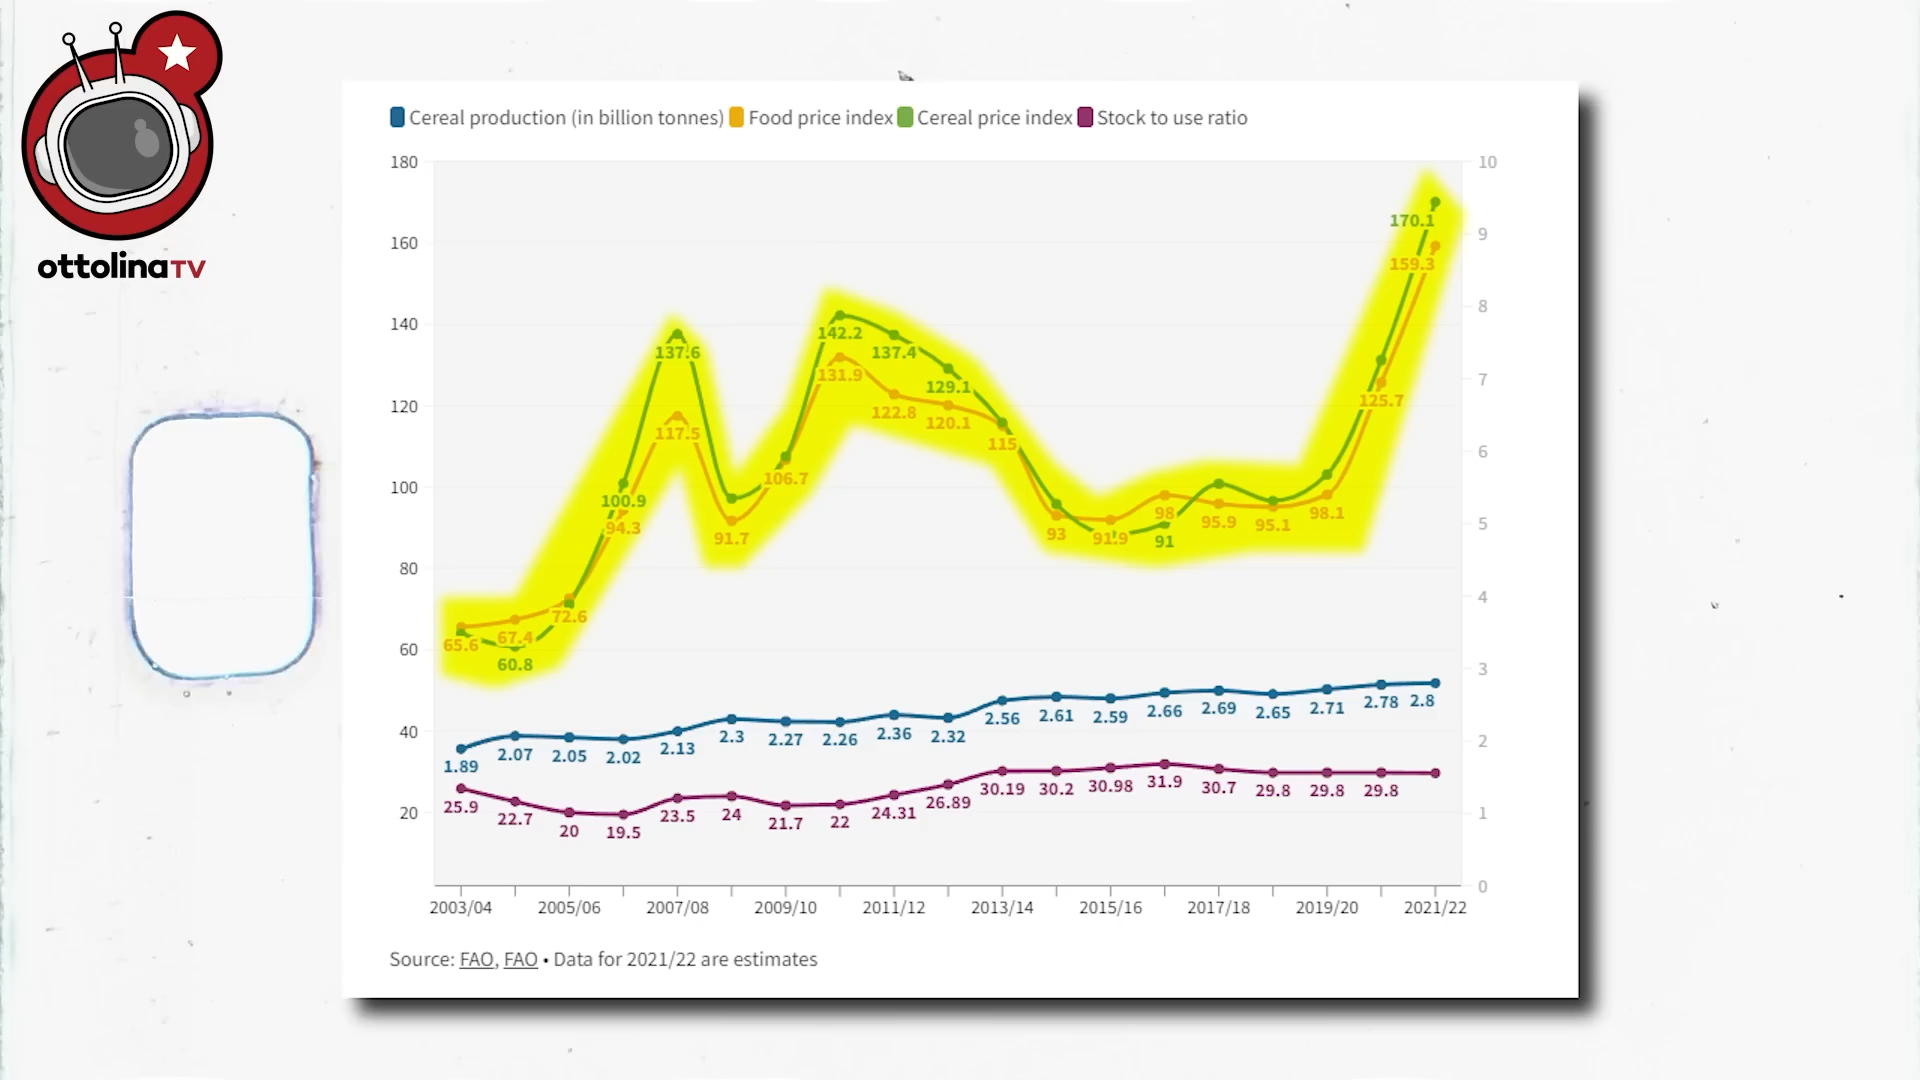 ottolinaTV
Cereal production (in billion tonnes) Food price index Cereal price index Stock to use ratio
180 10
170.1
160 9
159.3
8
140
142.2
137.6 137.4
131.9 7
129.1
120 125.7
122.8 120.1
117.5 115
6
106.7
100
100.9
94.3 98 95.9 95.1 98.1 5
91.7 93 91.9 91
80
4
72.6
60 65.6 67.4
60.8 3
2.56 2.61 2.59 2.66 2.69 2.65 2.71 2.78 2.8
40 2.3 2.27 2.26 2.36 2.32 2
1.89 2.07 2.05 2.02 2.13
30.19 30.2 30.98 31.9 30.7 29.8 29.8 29.8
20 25.9 22.7 20 19.5 23.5 24 21.7 22 24.31 26.89 1
0
2003/04 2005/06 2007/08 2009/10 2011/12 2013/14 2015/16 2017/18 2019/20 2021/22
Source: FAO, FAO • Data for 2021/22 are estimates